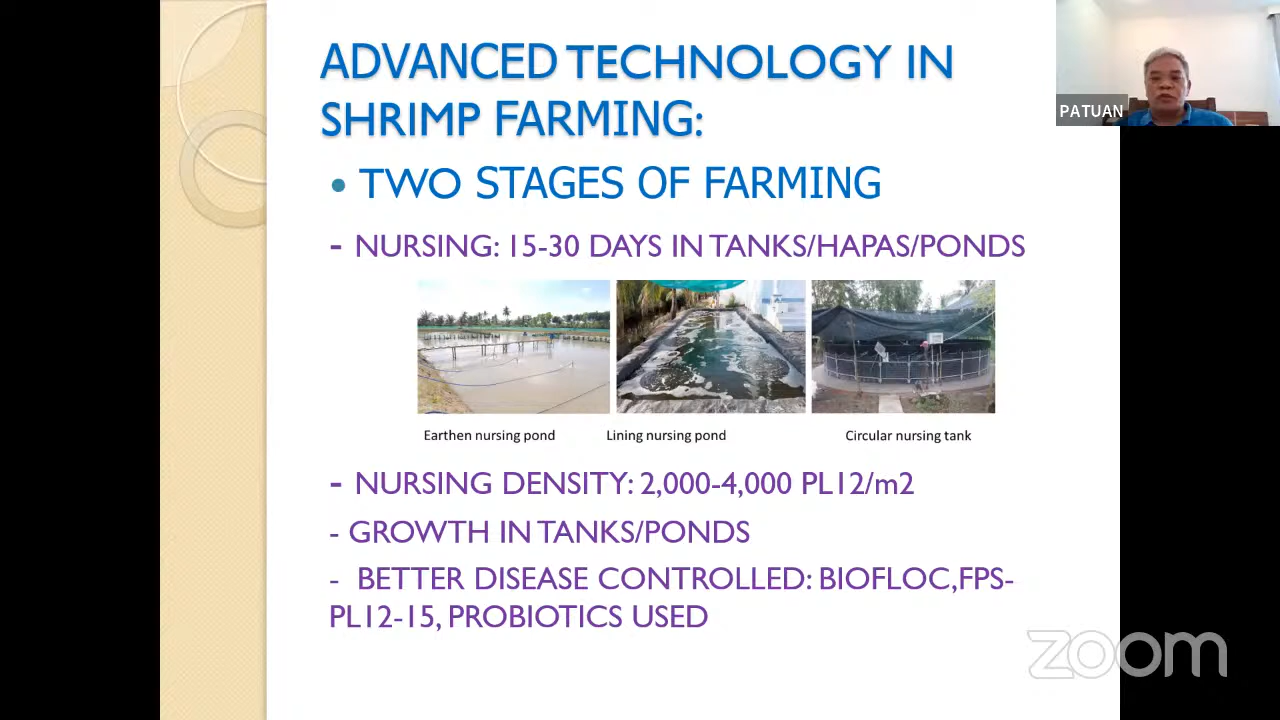 ADVANCED TECHNOLOGY IN
SHRIMP FARMING:
PATUAN
• TWO STAGES OF FARMING
- NURSING: 15-30 DAYS IN TANKS/HAPAS/PONDS
Earthen nursing pond
Lining nursing pond
Circular nursing tank
- NURSING DENSITY: 2,000-4,000 PL12/m2
- GROWTH IN TANKS/PONDS
- BETTER DISEASE CONTROLLED: BIOFLOC,FPS-
PL12-15, PROBIOTICS USED
zoom